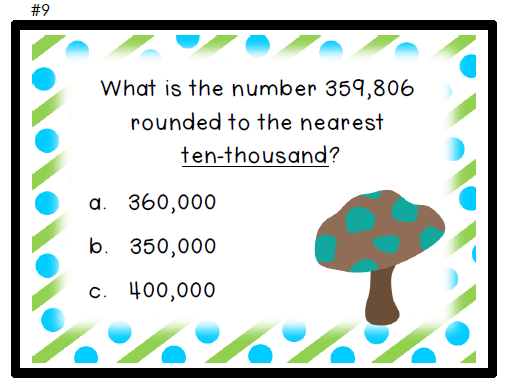 #9
What is the number 359,806
rounded to the nearest
ten-thousand?
a. 360,000
b. 350,000
c. 400,000